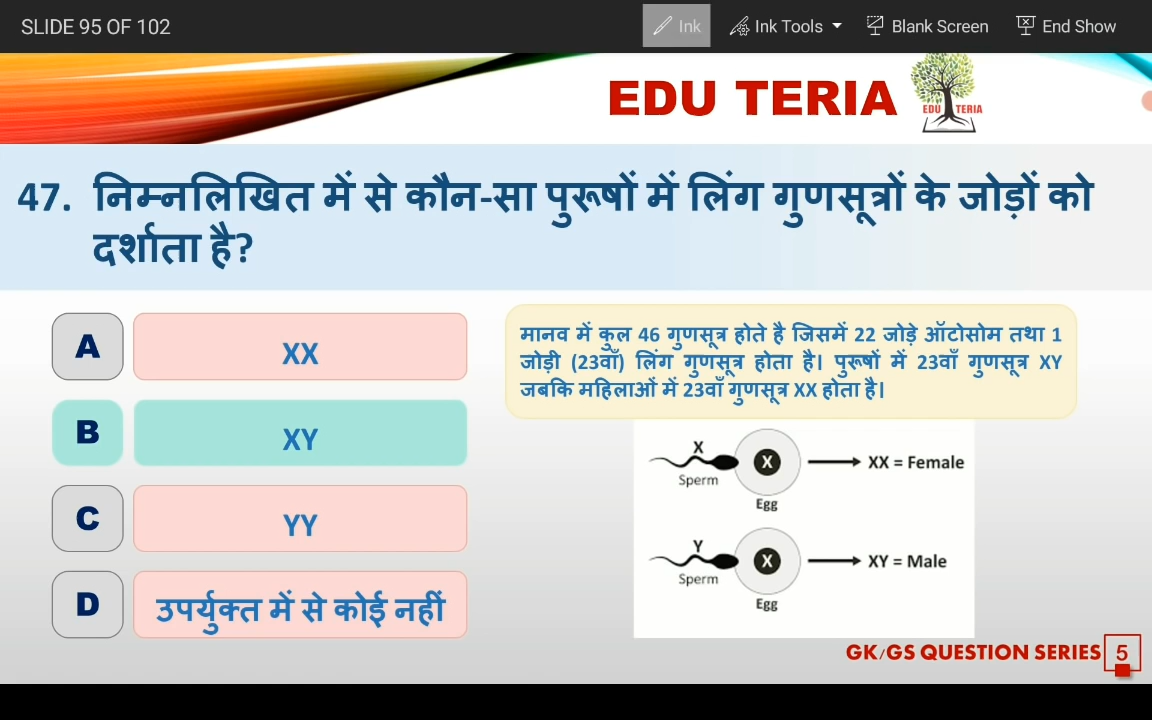 SLIDE 95 OF 102
Ink
Ink Tools
Blank Screen
End Show
EDU TERIA
EDU TERIA
47. निम्नलिखित में से कौन-सा पुरूषों में लिंग गुणसूत्रों के जोड़ों को
दर्शाता है?
A XX
B XY
C YY
D उपर्युक्त में से कोई नहीं
मानव में कुल 46 गुणसूत्र होते है जिसमें 22 जोड़े ऑटोसोम तथा 1
जोड़ी (23वाँ) लिंग गुणसूत्र होता है। पुरूषों में 23वाँ गुणसूत्र XY
जबकि महिलाओं में 23वाँ गुणसूत्र XX होता है।
X
X
XX = Female
Sperm
Egg
Y
X
XY = Male
Sperm
Egg
GK/GS QUESTION SERIES 5